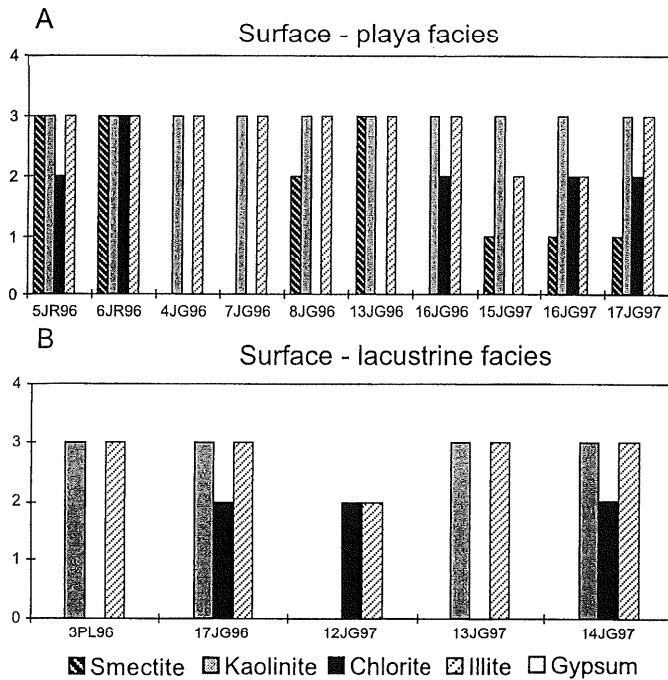 A
Surface - playa facies
4
3
2
1
0
5JR96 6JR96 4JG96 7JG96 8JG96 13JG96 16JG96 15JG97 16JG97 17JG97
B
Surface - lacustrine facies
4
3
2
1
0
3PL96 17JG96 12JG97 13JG97 14JG97
Smectite Kaolinite Chlorite Illite Gypsum